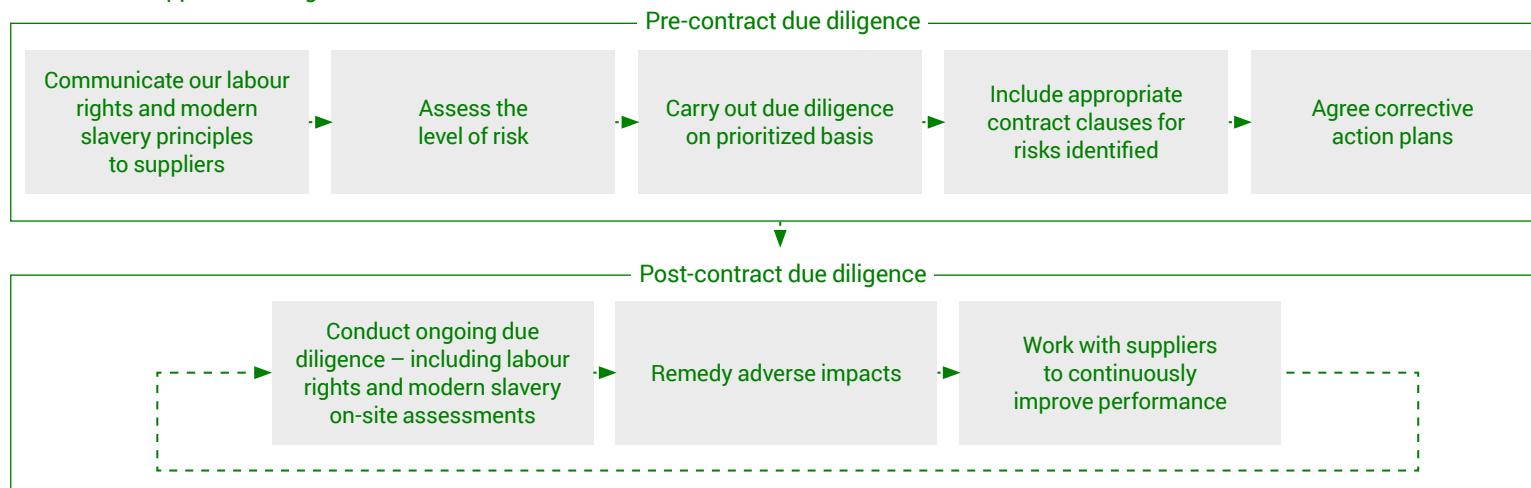 Pre-contract due diligence
Communicate our labour
rights and modern
slavery principles
to suppliers
Assess the
level of risk
Carry out due diligence
on prioritized basis
Include appropriate
contract clauses for
risks identified
Agree corrective
action plans
Post-contract due diligence
Conduct ongoing due
diligence – including labour
rights and modern slavery
on-site assessments
Remedy adverse impacts
Work with suppliers
to continuously
improve performance